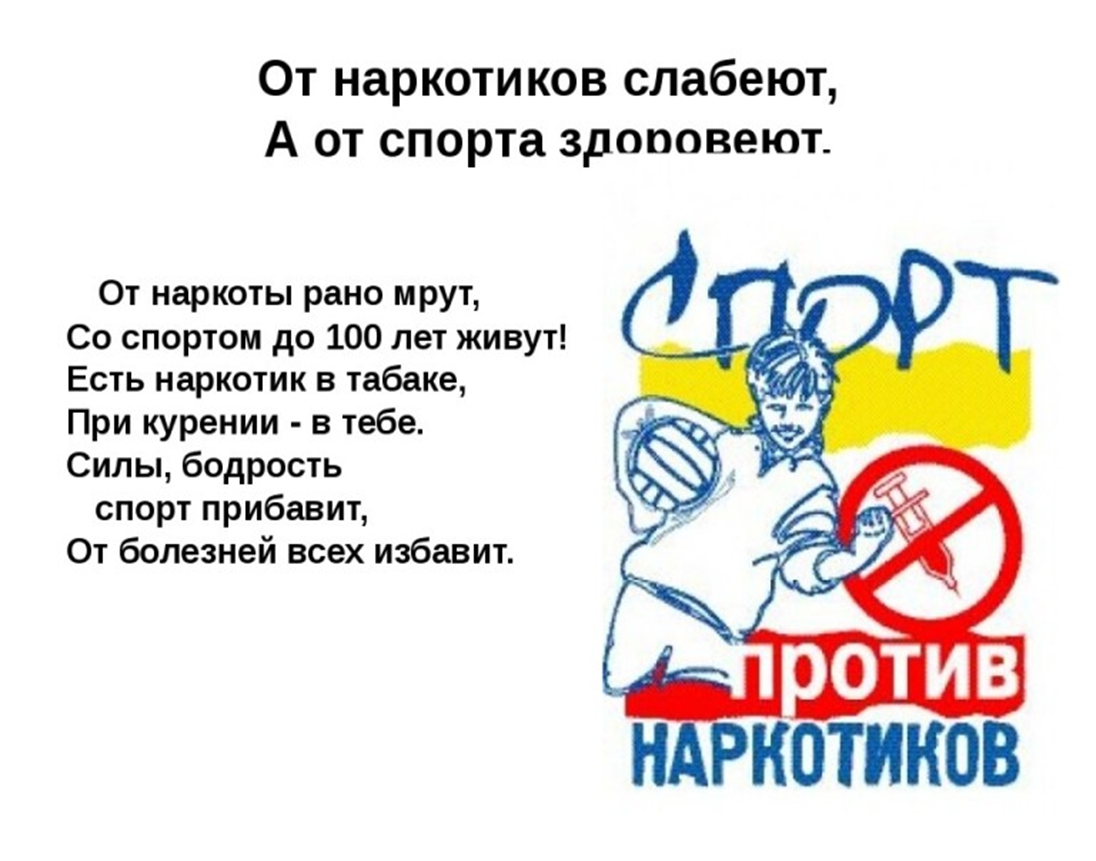 От наркотиков слабеют,
А от спорта здоровеют.
От наркоты рано мрут,
Со спортом до 100 лет живут!
Есть наркотик в табаке,
При курении - в тебе.
Силы, бодрость
спорт прибавит,
От болезней всех избавит.
СПОРТ
против
НАРКОТИКОВ